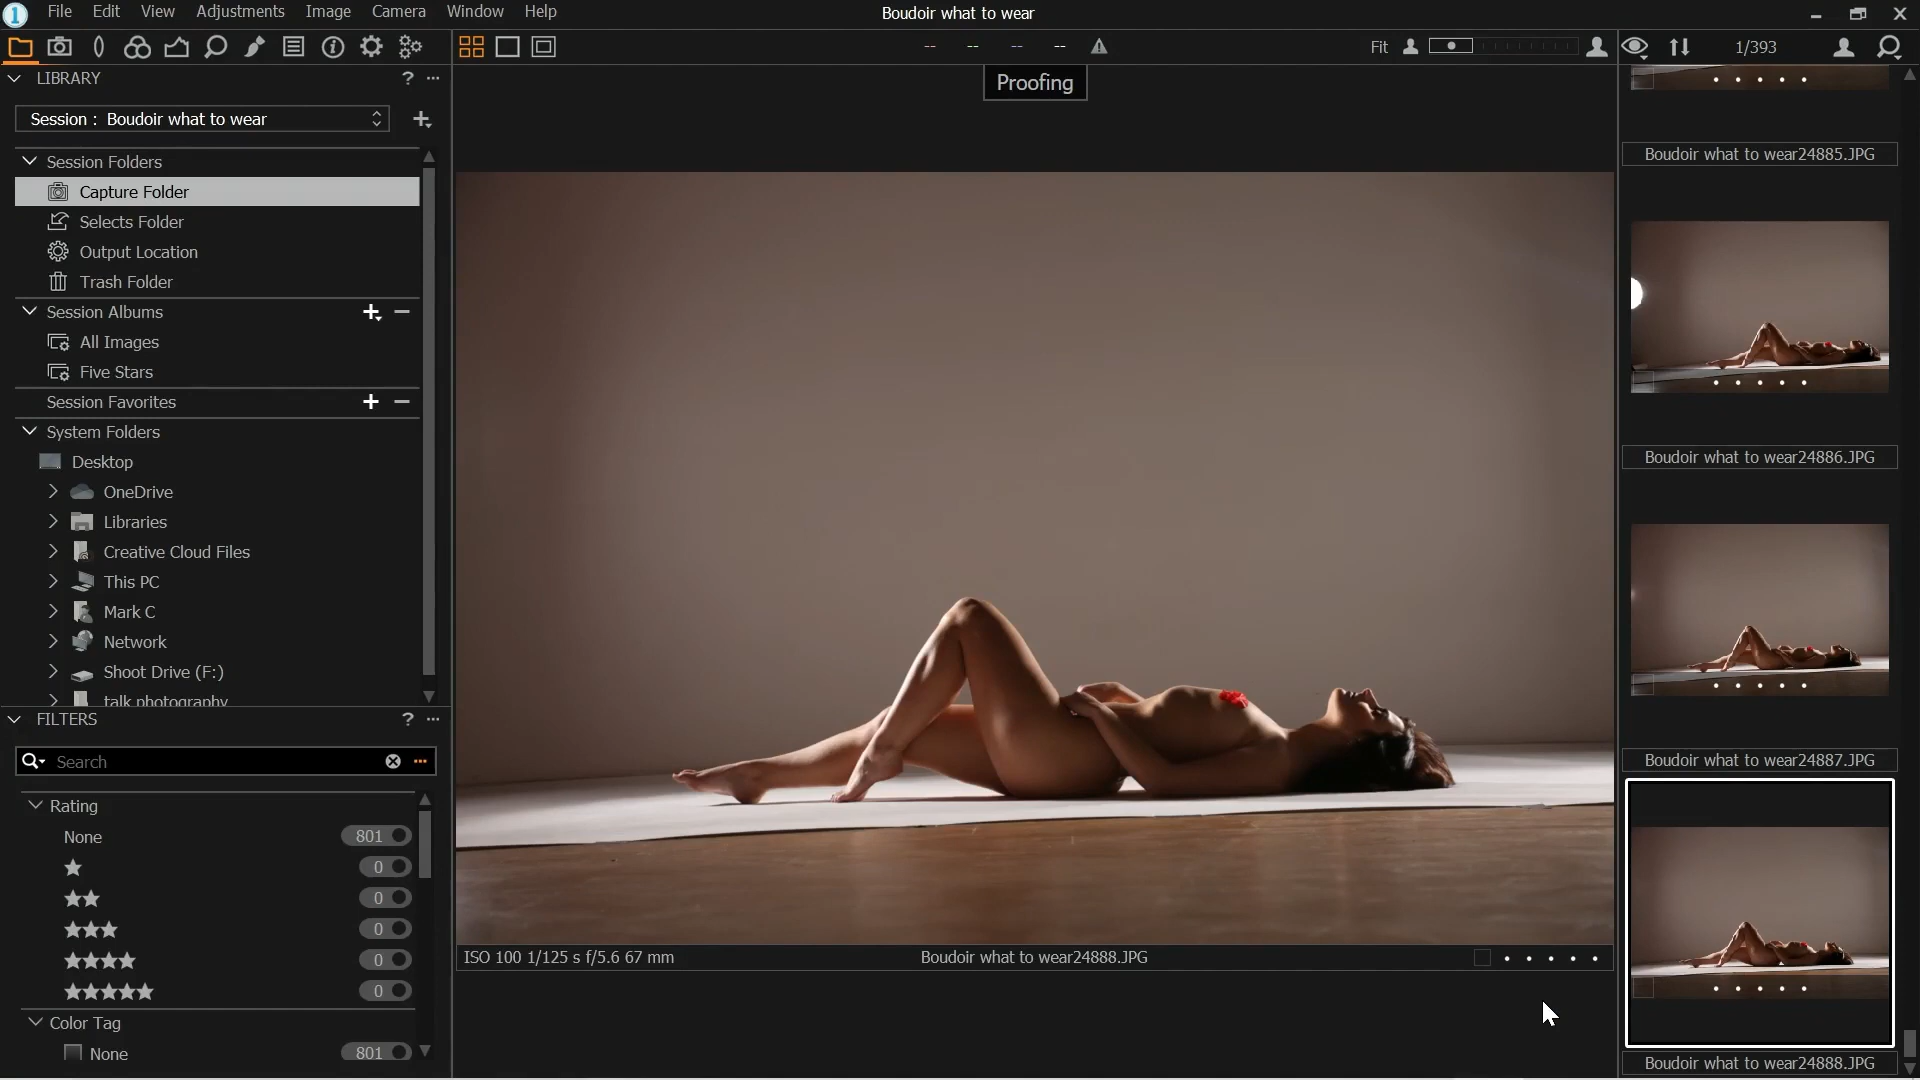 File Edit View Adjustments Image Camera Window Help
Boudoir what to wear
-- -- -- --
Fit
1/393
LIBRARY ? ...
Proofing
Session : Boudoir what to wear
Session Folders
Capture Folder
Selects Folder
Output Location
Trash Folder
Session Albums
All Images
Five Stars
Session Favorites
System Folders
Desktop
OneDrive
Libraries
Creative Cloud Files
This PC
Mark C
Network
Shoot Drive (F:)
talk photography
FILTERS ? ...
Search
Rating
None 801
0
0
0
0
0
Color Tag
None 801
ISO 100 1/125 s f/5.6 67 mm
Boudoir what to wear24888.JPG
Boudoir what to wear24885.JPG
Boudoir what to wear24886.JPG
Boudoir what to wear24887.JPG
Boudoir what to wear24888.JPG